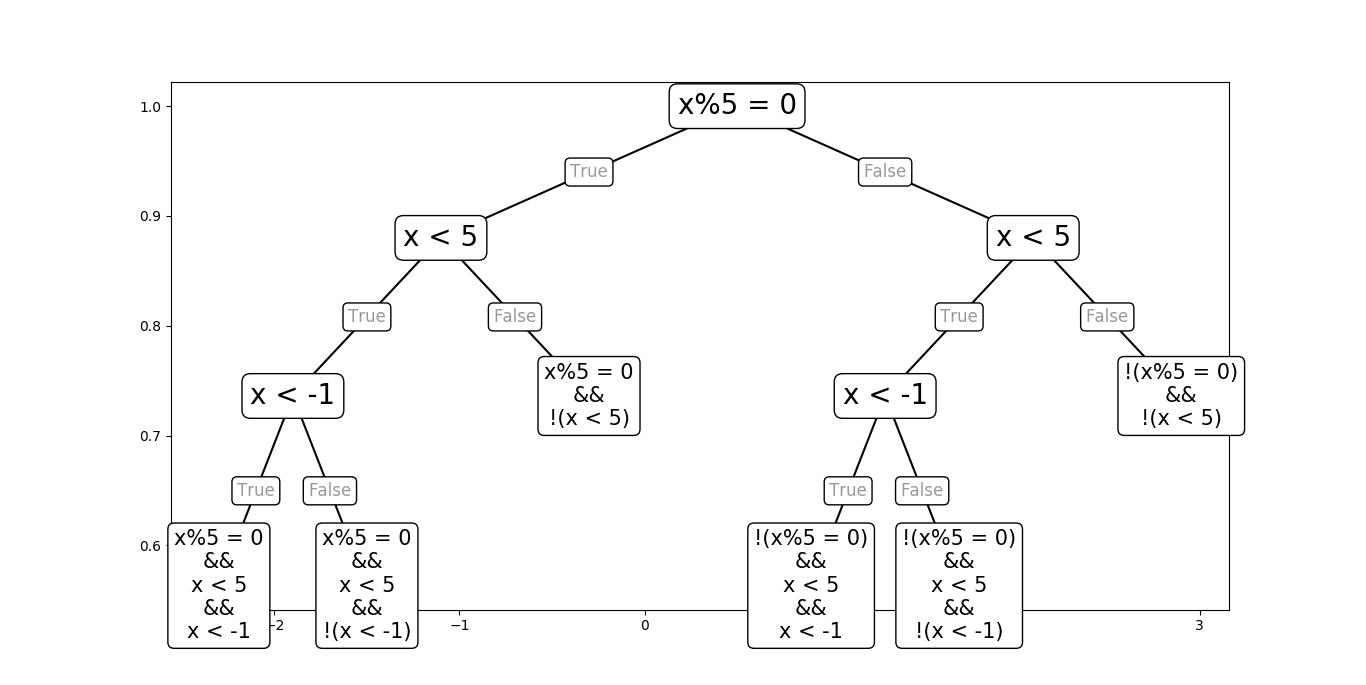 1.0
x%5 = 0
True
False
0.9
x < 5
x < 5
0.8
True
False
True
False
x < -1
x%5 = 0
&&
!(x < 5)
x < -1
!(x%5 = 0)
&&
!(x < 5)
0.7
True
False
True
False
0.6
x%5 = 0
&&
x < 5
&&
x < -1
x%5 = 0
&&
x < 5
&&
!(x < -1)
!(x%5 = 0)
&&
x < 5
&&
x < -1
!(x%5 = 0)
&&
x < 5
&&
!(x < -1)
−2
−1
0
3